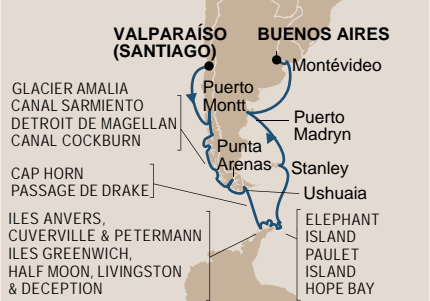 VALPARAÍSO
(SANTIAGO)
BUENOS AIRES
Montévideo
Puerto
Montt
GLACIER AMALIA
CANAL SARMIENTO
DETROIT DE MAGELLAN
CANAL COCKBURN
Puerto
Madryn
Punta
Arenas
Stanley
CAP HORN
PASSAGE DE DRAKE
Ushuaia
ILES ANVERS,
CUVERVILLE & PETERMANN
ILES GREENWICH,
HALF MOON, LIVINGSTON
& DECEPTION
ELEPHANT
ISLAND
PAULET
ISLAND
HOPE BAY